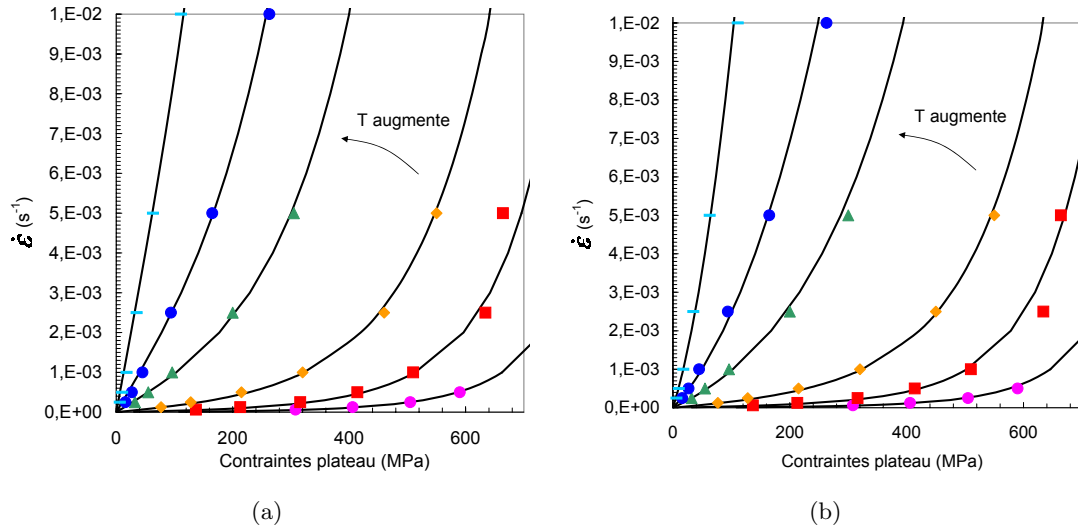 1,E-02
9,E-03
8,E-03
7,E-03
6,E-03
5,E-03
4,E-03
3,E-03
2,E-03
1,E-03
0,E+00
ε̇ (s⁻¹)
T augmente
0
200
400
600
Contraintes plateau (MPa)
(a)
1,E-02
9,E-03
8,E-03
7,E-03
6,E-03
5,E-03
4,E-03
3,E-03
2,E-03
1,E-03
0,E+00
ε̇ (s⁻¹)
T augmente
0
200
400
600
Contraintes plateau (MPa)
(b)